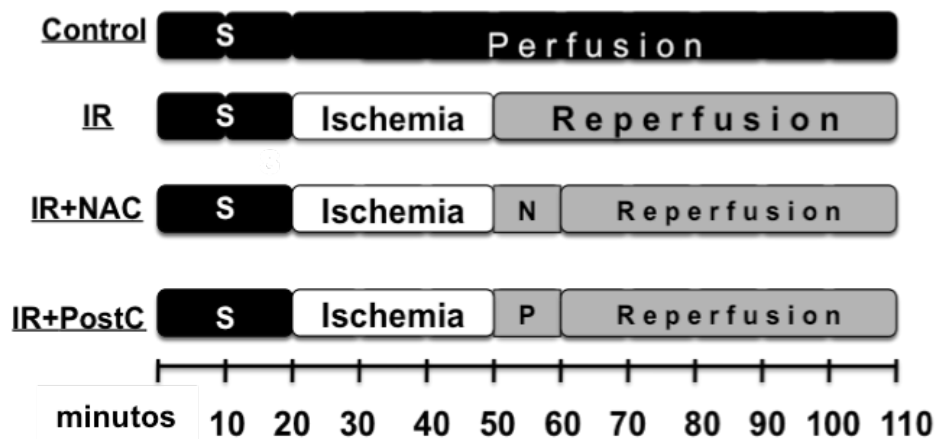 Control S Perfusion
IR S Ischemia Reperfusion
IR+NAC S Ischemia N Reperfusion
IR+PostC S Ischemia P Reperfusion
minutos 10 20 30 40 50 60 70 80 90 100 110